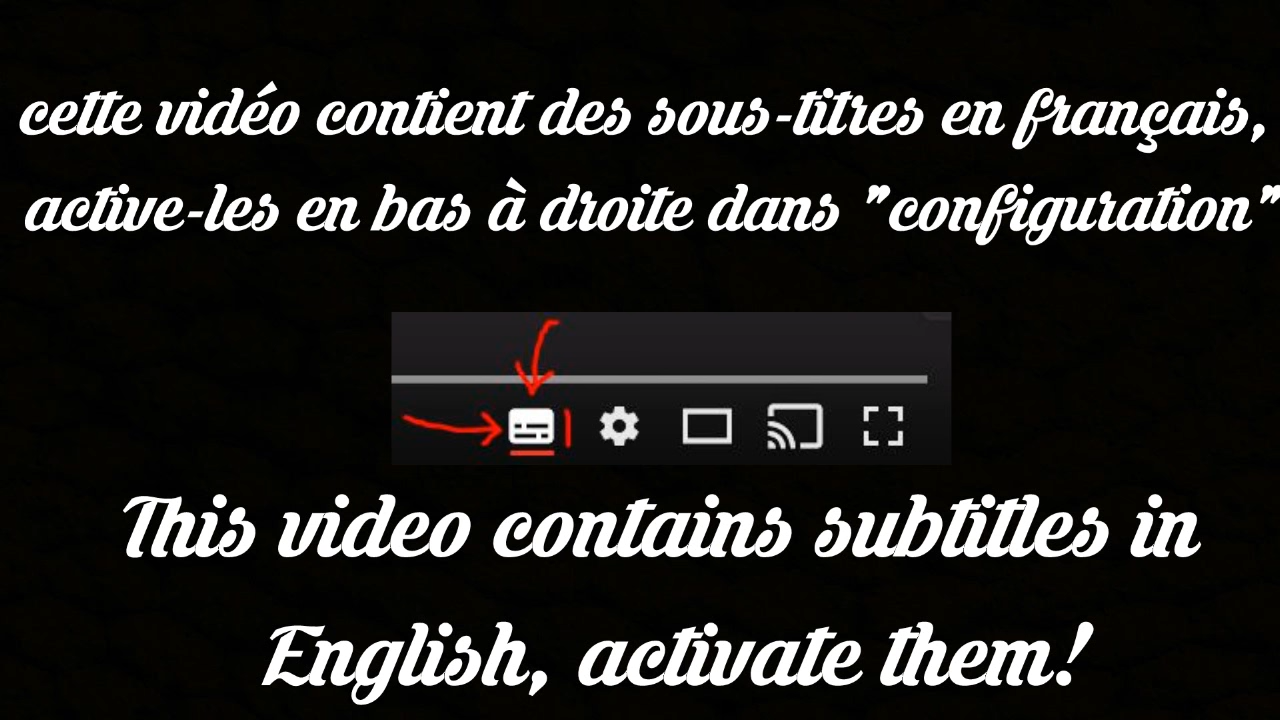 cette vidéo contient des sous-titres en français,
active-les en bas à droite dans "configuration"
This video contains subtitles in
English, activate them!